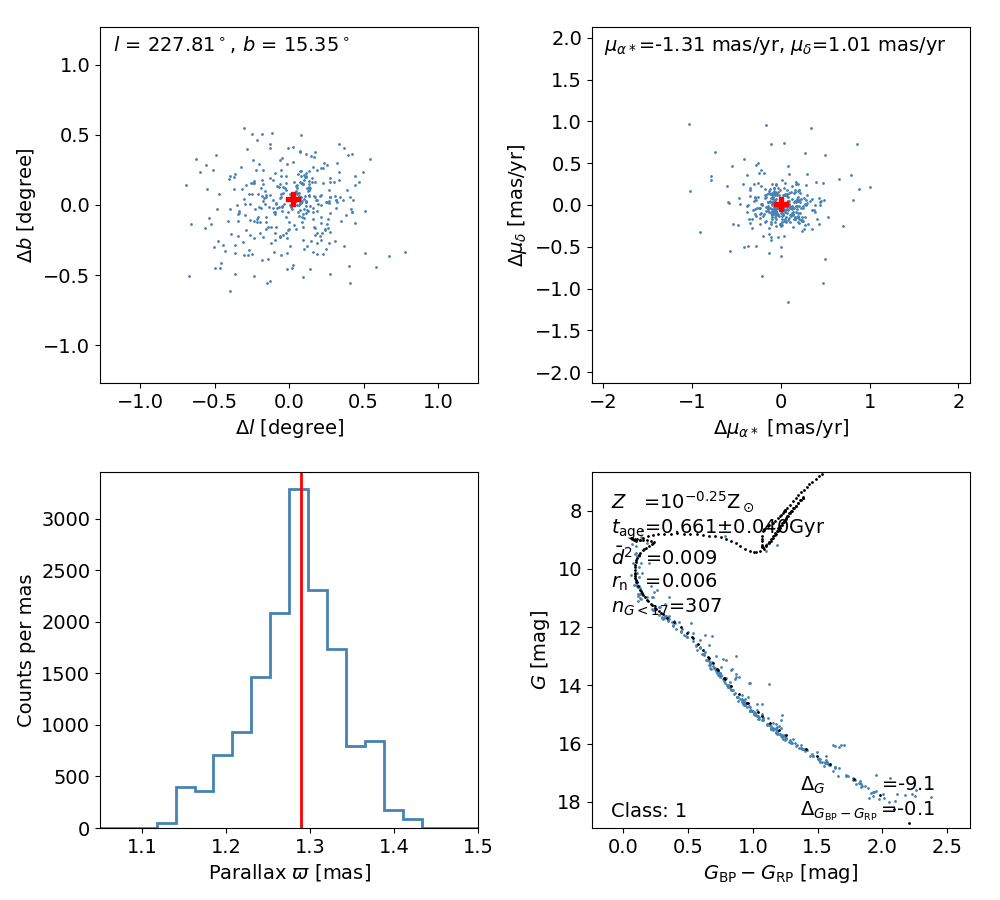 l = 227.81°, b = 15.35°
1.0
0.5
0.0
−0.5
−1.0
Δb [degree]
−1.0 −0.5 0.0 0.5 1.0
Δl [degree]
μα*=-1.31 mas/yr, μδ=1.01 mas/yr
2.0
1.5
1.0
0.5
0.0
−0.5
−1.0
−1.5
−2.0
Δμδ [mas/yr]
−2 −1 0 1 2
Δμα* [mas/yr]
3000
2500
2000
1500
1000
500
0
Counts per mas
1.1 1.2 1.3 1.4 1.5
Parallax ϖ [mas]
Z =10^−0.25Z⊙
tage=0.661±0.040Gyr
d̄² =0.009
rn =0.006
nG<17=307
8
10
12
14
16
18
G [mag]
ΔG =-9.1
Class: 1
ΔGBP−GRP=-0.1
0.0 0.5 1.0 1.5 2.0 2.5
GBP − GRP [mag]